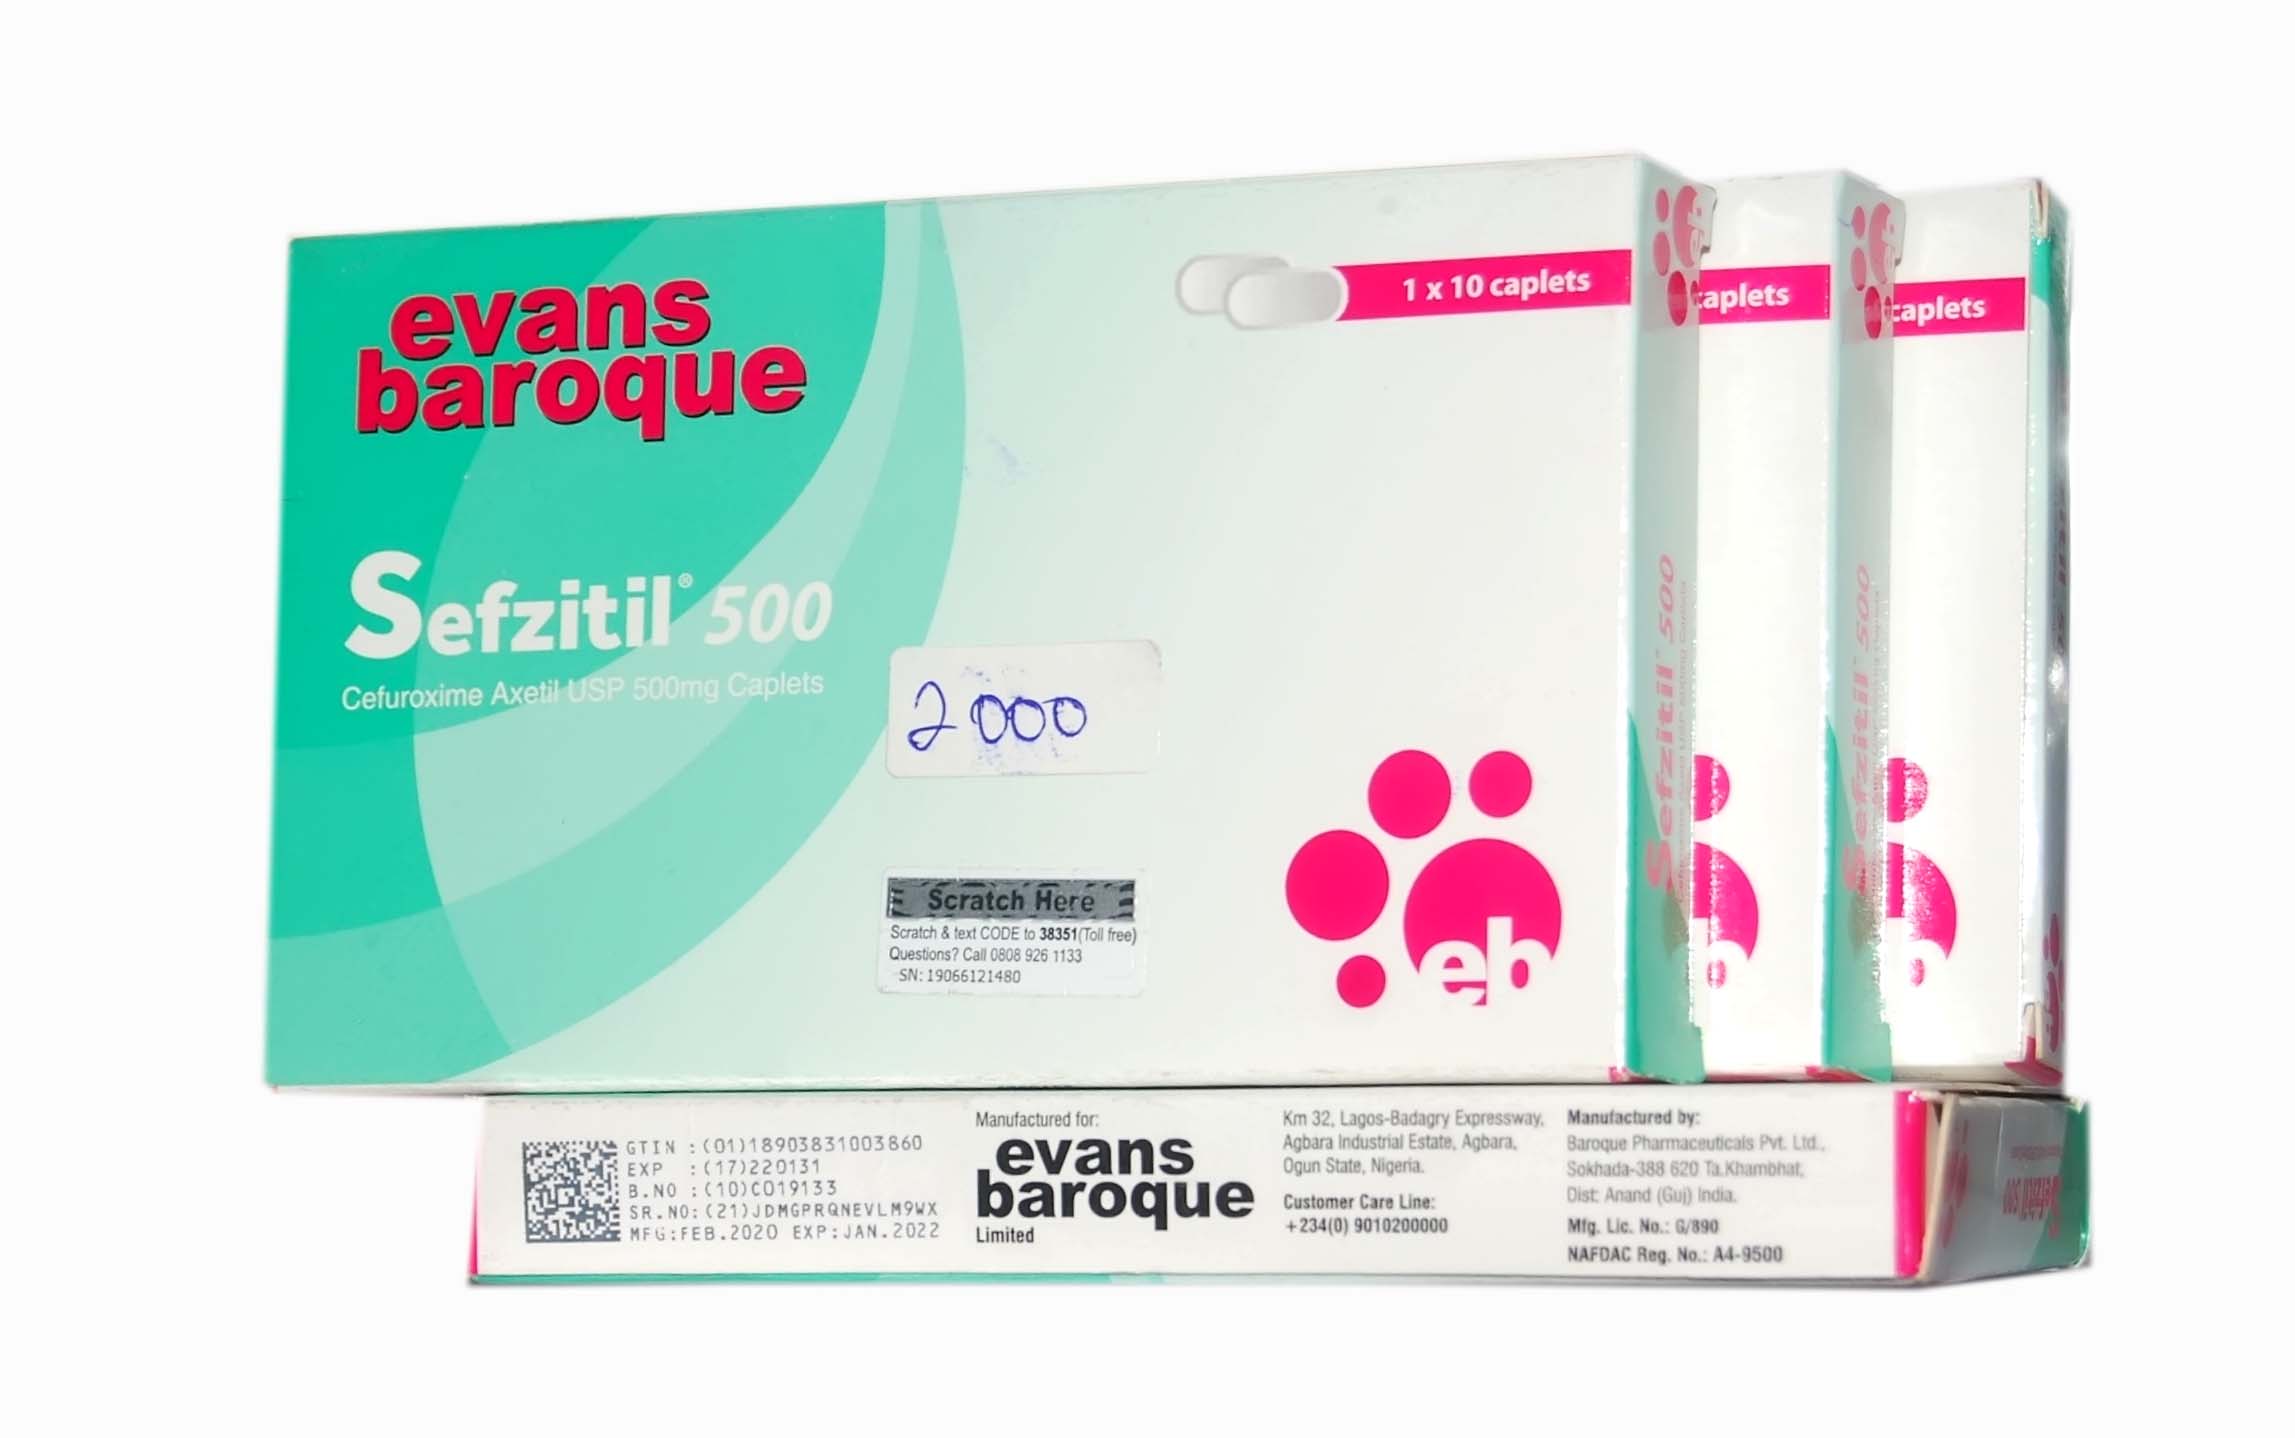 evans
baroque
1 x 10 caplets
caplets
caplets
Sefzitil® 500
Cefuroxime Axetil USP 500mg Caplets
2000
Scratch Here
Scratch & text CODE to 38351(Toll free)
Questions? Call 0808 926 1133
SN: 19066121480
eb
eb
Sefzitil 500
eb
Sefzitil 500
b
b
GTIN :(01)18903831003860
EXP :(17)220131
B.NO :(10)C019133
SR.NO:(21)JDMGPRQNEVLM9WX
MFG:FEB.2020 EXP:JAN.2022
Manufactured for:
evans
baroque
Limited
Km 32, Lagos-Badagry Expressway,
Agbara Industrial Estate, Agbara,
Ogun State, Nigeria.
Customer Care Line:
+234(0) 9010200000
Manufactured by:
Baroque Pharmaceuticals Pvt. Ltd.,
Sokhada-388 620 Ta.Khambhat,
Dist: Anand (Guj) India.
Mfg. Lic. No.: G/890
NAFDAC Reg. No.: A4-9500
Sefzitil 500